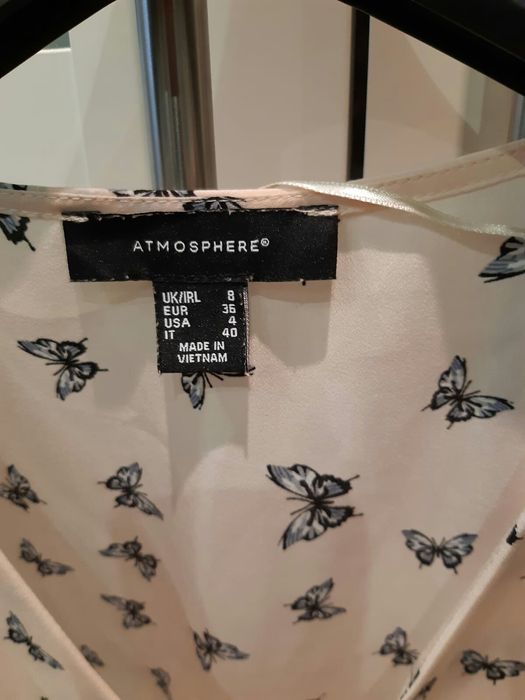 ATMOSPHERE®
UK/IRL 8
EUR 36
USA 4
IT 40
MADE IN
VIETNAM